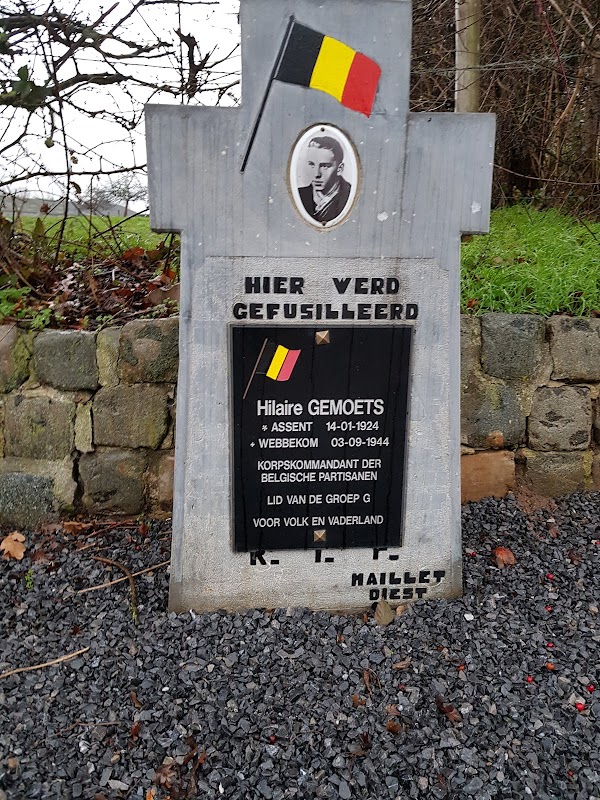 HIER WERD
GEFUSILLEERD
Hilaire GEMOETS
* ASSENT 14-01-1924
+ WEBBEKOM 03-09-1944
KORPSKOMMANDANT DER
BELGISCHE PARTISANEN
LID VAN DE GROEP G
VOOR VOLK EN VADERLAND
R. I. P.
MAILLET
DIEST